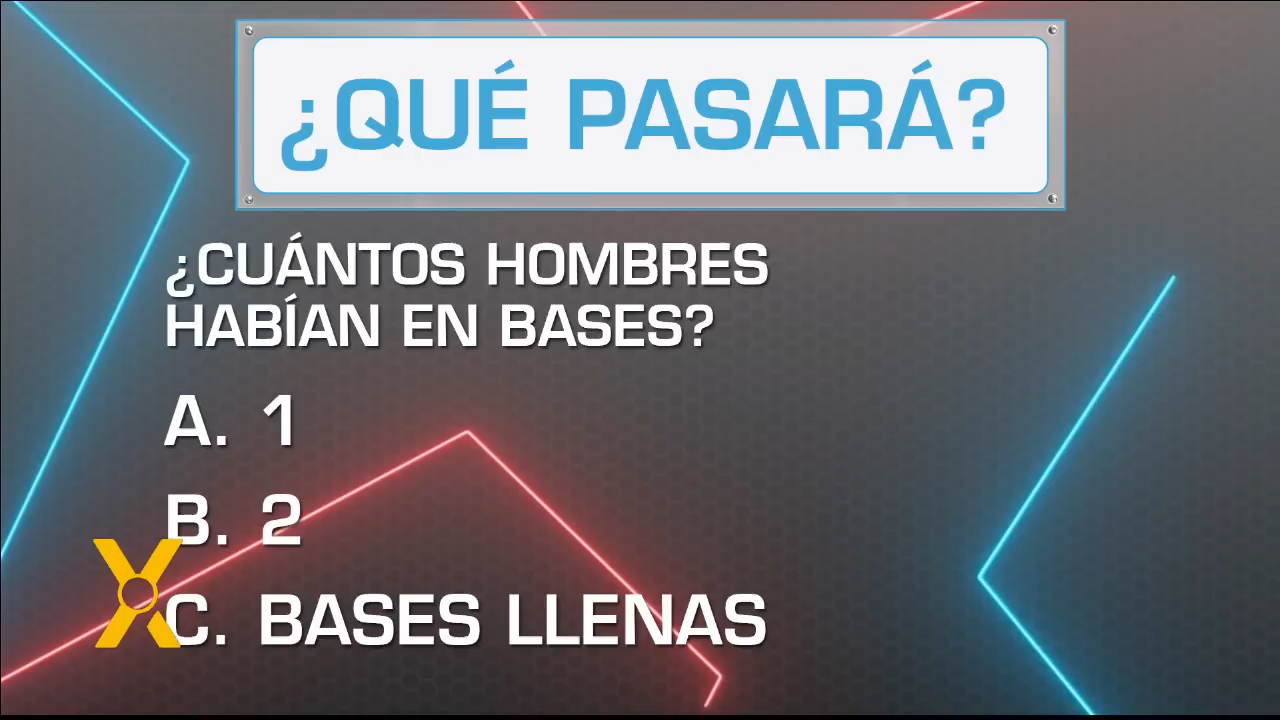 ¿QUÉ PASARÁ?
¿CUÁNTOS HOMBRES
HABÍAN EN BASES?
A. 1
B. 2
C. BASES LLENAS